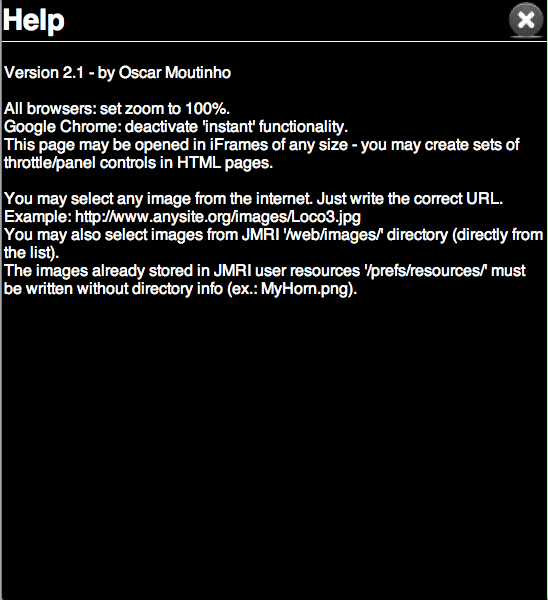 Help
Version 2.1 - by Oscar Moutinho
All browsers: set zoom to 100%.
Google Chrome: deactivate 'instant' functionality.
This page may be opened in iFrames of any size - you may create sets of
throttle/panel controls in HTML pages.
You may select any image from the internet. Just write the correct URL.
Example: http://www.anysite.org/images/Loco3.jpg
You may also select images from JMRI '/web/images/' directory (directly from
the list).
The images already stored in JMRI user resources '/prefs/resources/' must
be written without directory info (ex.: MyHorn.png).